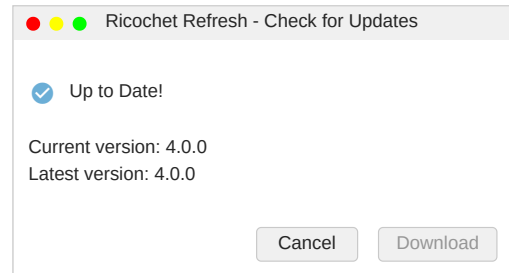 Ricochet Refresh - Check for Updates
Up to Date!
Current version: 4.0.0
Latest version: 4.0.0
Cancel Download